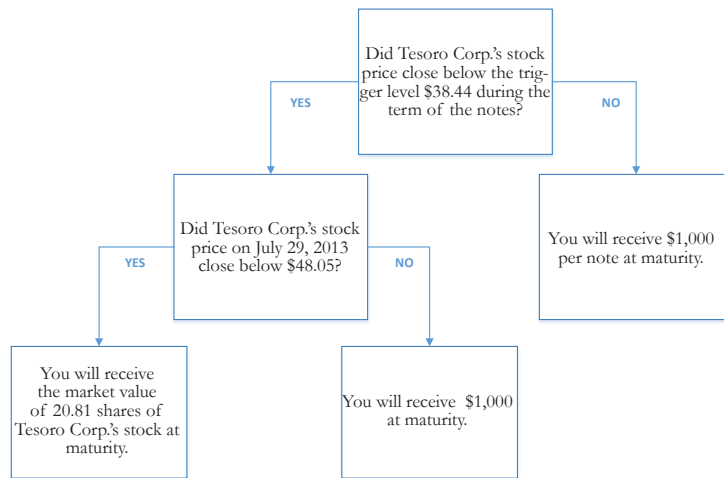 Did Tesoro Corp.'s stock
price close below the trig-
ger level $38.44 during the
term of the notes?
YES
NO
Did Tesoro Corp.'s stock
price on July 29, 2013
close below $48.05?
You will receive $1,000
per note at maturity.
YES
NO
You will receive
the market value
of 20.81 shares of
Tesoro Corp.'s stock at
maturity.
You will receive $1,000
at maturity.